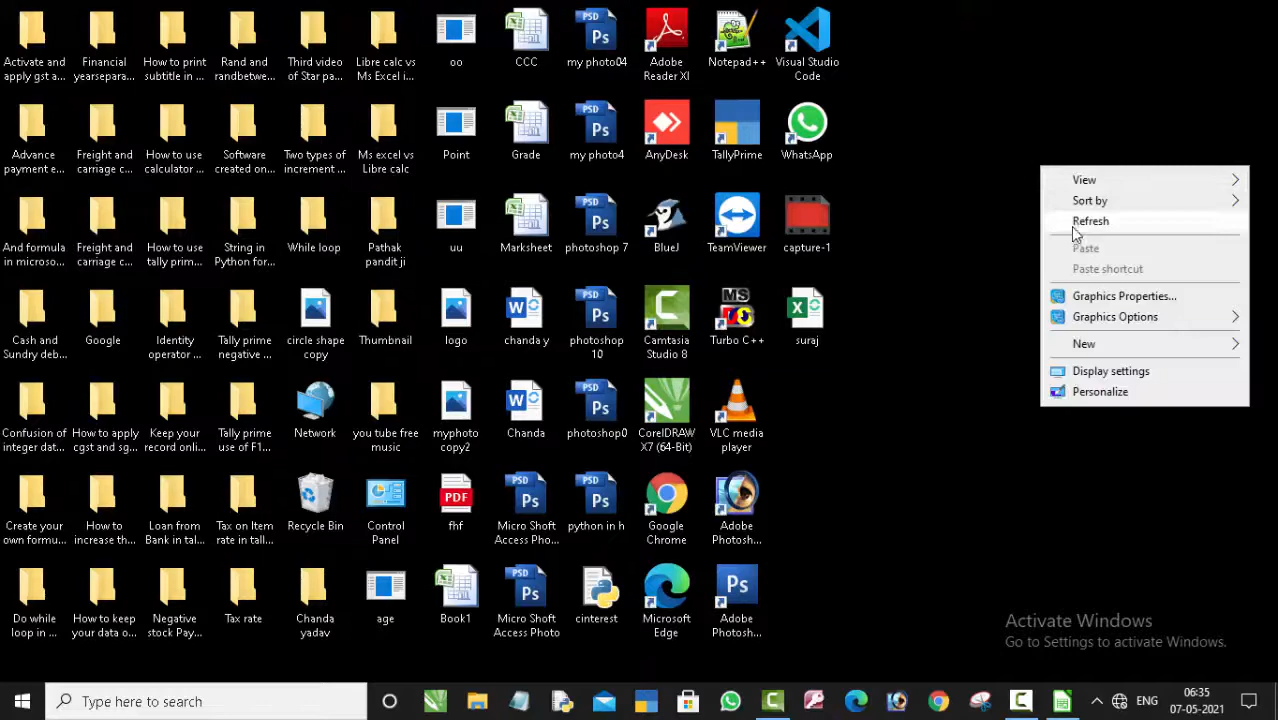 Activate and
apply gst a...
Financial
yearsepara...
How to print
subtitle in ...
Rand and
randbetwe...
Third video
of Star pa...
Libre calc vs
Ms Excel i...
oo
CCC
my photo04
Adobe
Reader XI
Notepad++
Visual Studio
Code
Advance
payment e...
Freight and
carriage c...
How to use
calculator ...
Software
created on...
Two types of
increment ...
Ms excel vs
Libre calc
Point
Grade
my photo4
AnyDesk
TallyPrime
WhatsApp
And formula
in microso...
Freight and
carriage c...
How to use
tally prim...
String in
Python for...
While loop
Pathak
pandit ji
uu
Marksheet
photoshop 7
BlueJ
TeamViewer
capture-1
Cash and
Sundry deb...
Google
Identity
operator ...
Tally prime
negative ...
circle shape
copy
Thumbnail
logo
chanda y
photoshop
10
Camtasia
Studio 8
Turbo C++
suraj
Confusion of
integer dat...
How to apply
cgst and sg...
Keep your
record onli...
Tally prime
use of F1...
Network
you tube free
music
myphoto
copy2
Chanda
photoshop0
CorelDRAW
X7 (64-Bit)
VLC media
player
Create your
own formu...
How to
increase th...
Loan from
Bank in tal...
Tax on Item
rate in tall...
Recycle Bin
Control
Panel
fhf
Micro Shoft
Access Pho...
python in h
Google
Chrome
Adobe
Photosh...
Do while
loop in ...
How to keep
your data o...
Negative
stock Pay...
Tax rate
Chanda
yadav
age
Book1
Micro Shoft
Access Photo
cinterest
Microsoft
Edge
Adobe
Photosh...
View
Sort by
Refresh
Paste
Paste shortcut
Graphics Properties...
Graphics Options
New
Display settings
Personalize
Activate Windows
Go to Settings to activate Windows.
Type here to search
ENG
06:35
07-05-2021